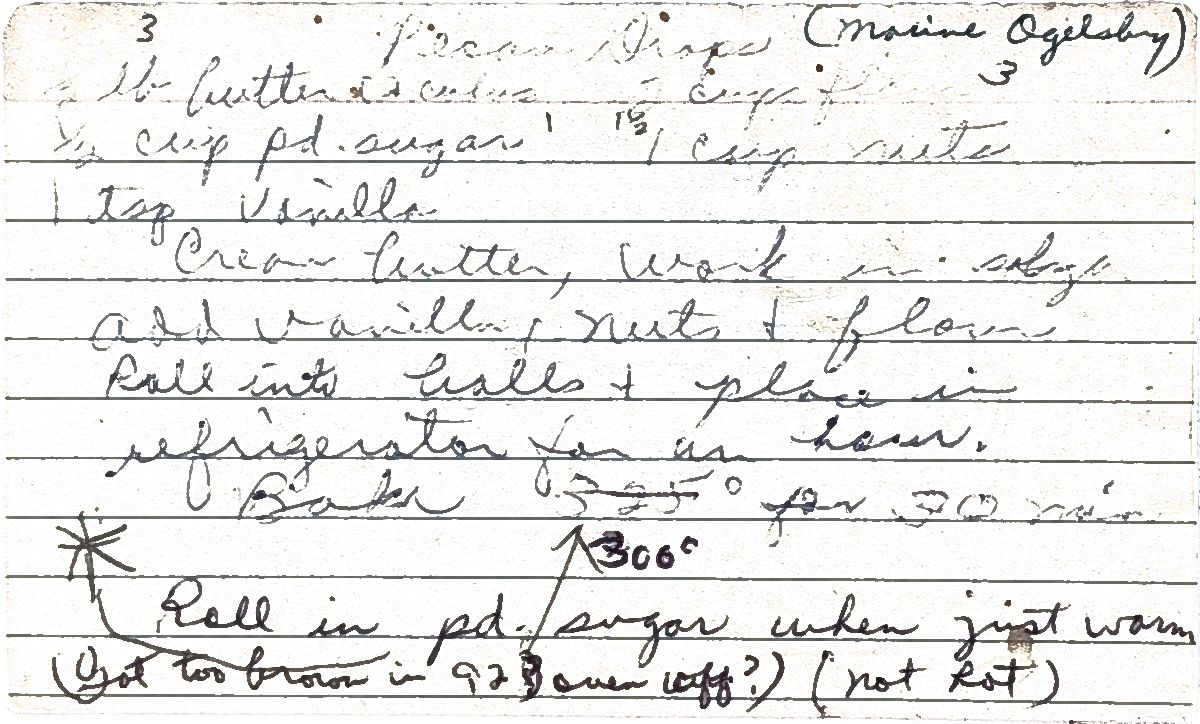 3 Pecan Drops (Maxine Ogelsby)
lb butter cup 3
½ cup pd. sugar 1 1½ 1 cup nuts
1 tsp vanilla
Cream butter, work in
add vanilla, nuts + flour
Roll into balls + place in
refrigerator for an hour.
Bake 325° for 30 min
300°
Roll in pd. sugar when just warm
(Got too brown in oven ) (not hot)